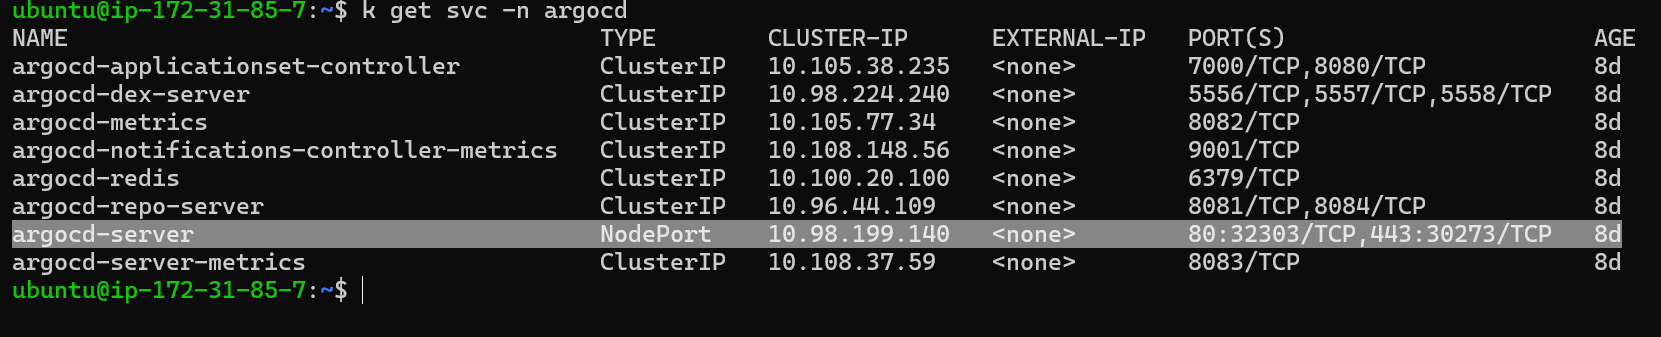 ubuntu@ip-172-31-85-7:~$ k get svc -n argocd
NAME TYPE CLUSTER-IP EXTERNAL-IP PORT(S) AGE
argocd-applicationset-controller ClusterIP 10.105.38.235 <none> 7000/TCP,8080/TCP 8d
argocd-dex-server ClusterIP 10.98.224.240 <none> 5556/TCP,5557/TCP,5558/TCP 8d
argocd-metrics ClusterIP 10.105.77.34 <none> 8082/TCP 8d
argocd-notifications-controller-metrics ClusterIP 10.108.148.56 <none> 9001/TCP 8d
argocd-redis ClusterIP 10.100.20.100 <none> 6379/TCP 8d
argocd-repo-server ClusterIP 10.96.44.109 <none> 8081/TCP,8084/TCP 8d
argocd-server NodePort 10.98.199.140 <none> 80:32303/TCP,443:30273/TCP 8d
argocd-server-metrics ClusterIP 10.108.37.59 <none> 8083/TCP 8d
ubuntu@ip-172-31-85-7:~$